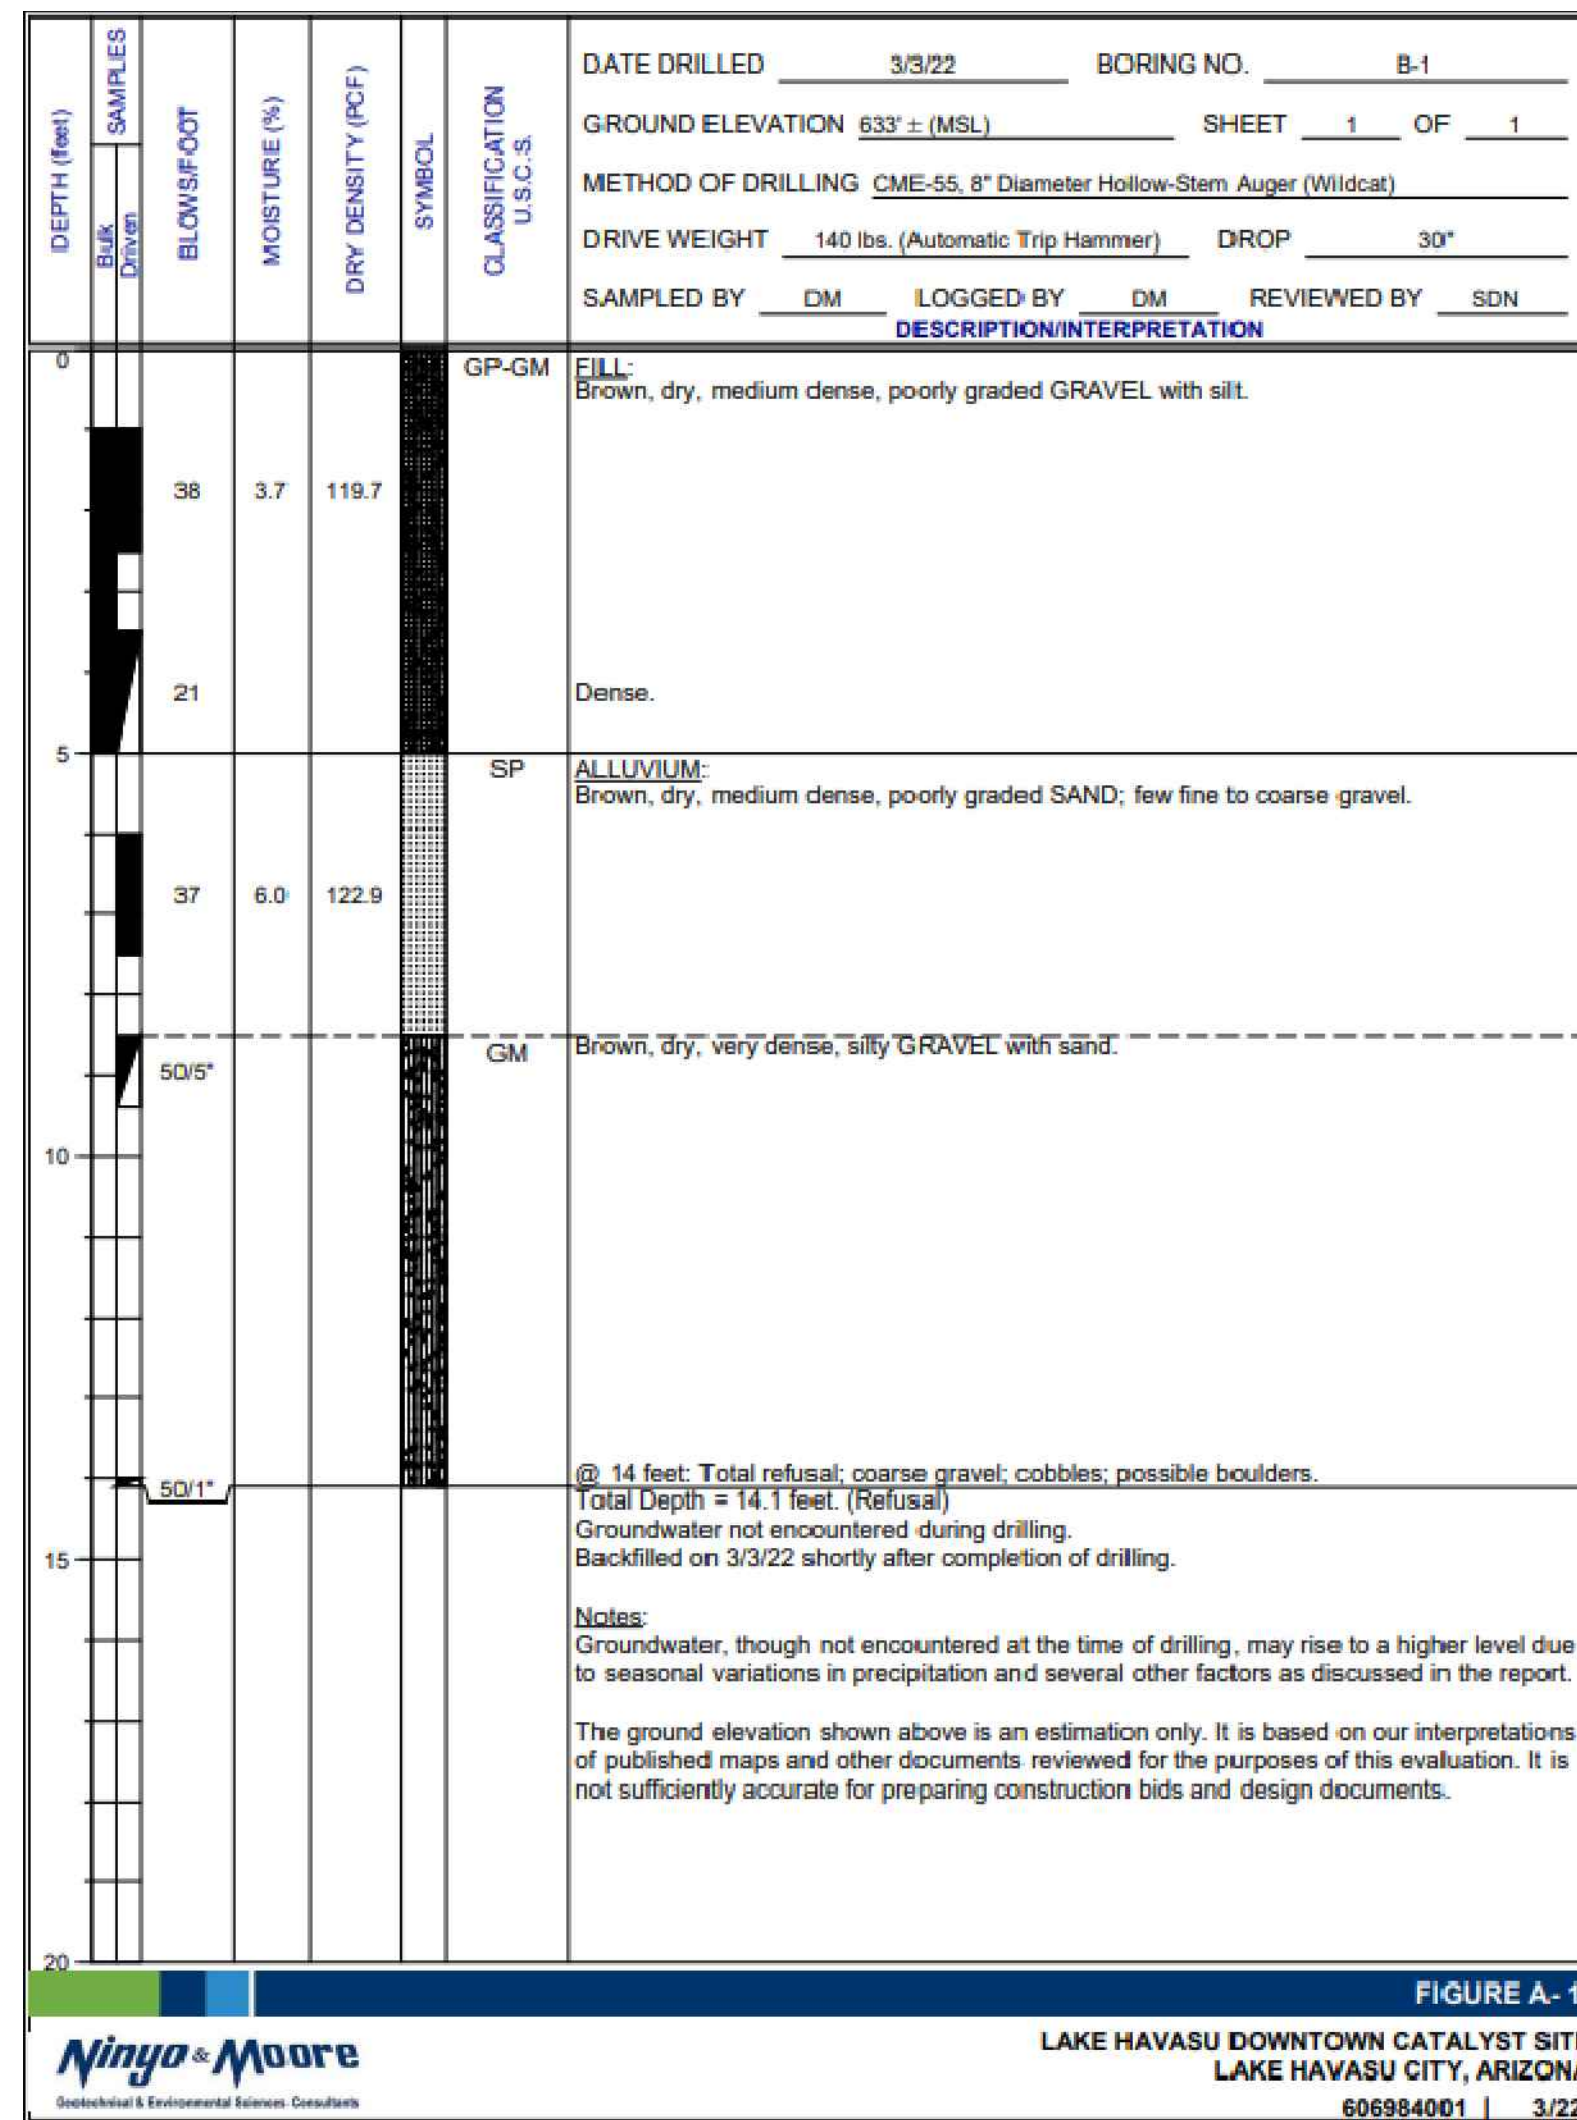 DEPTH (feet)
SAMPLES
Bulk
Driven
BLOWS/FOOT
MOISTURE (%)
DRY DENSITY (PCF)
SYMBOL
CLASSIFICATION
U.S.C.S.
DATE DRILLED 3/3/22 BORING NO. B-1
GROUND ELEVATION 633' ± (MSL) SHEET 1 OF 1
METHOD OF DRILLING CME-55, 8" Diameter Hollow-Stem Auger (Wildcat)
DRIVE WEIGHT 140 lbs. (Automatic Trip Hammer) DROP 30"
SAMPLED BY DM LOGGED BY DM REVIEWED BY SDN
DESCRIPTION/INTERPRETATION
0 GP-GM FILL:
Brown, dry, medium dense, poorly graded GRAVEL with silt.
38 3.7 119.7
21 Dense.
5 SP ALLUVIUM:
Brown, dry, medium dense, poorly graded SAND; few fine to coarse gravel.
37 6.0 122.9
GM Brown, dry, very dense, silty GRAVEL with sand.
50/5"
10
@ 14 feet: Total refusal; coarse gravel; cobbles; possible boulders.
50/1"
Total Depth = 14.1 feet. (Refusal)
Groundwater not encountered during drilling.
15 Backfilled on 3/3/22 shortly after completion of drilling.
Notes:
Groundwater, though not encountered at the time of drilling, may rise to a higher level due
to seasonal variations in precipitation and several other factors as discussed in the report.
The ground elevation shown above is an estimation only. It is based on our interpretations
of published maps and other documents reviewed for the purposes of this evaluation. It is
not sufficiently accurate for preparing construction bids and design documents.
20
FIGURE A- 1
Ninyo & Moore
Geotechnical & Environmental Sciences Consultants
LAKE HAVASU DOWNTOWN CATALYST SIT
LAKE HAVASU CITY, ARIZON
606984001 | 3/22